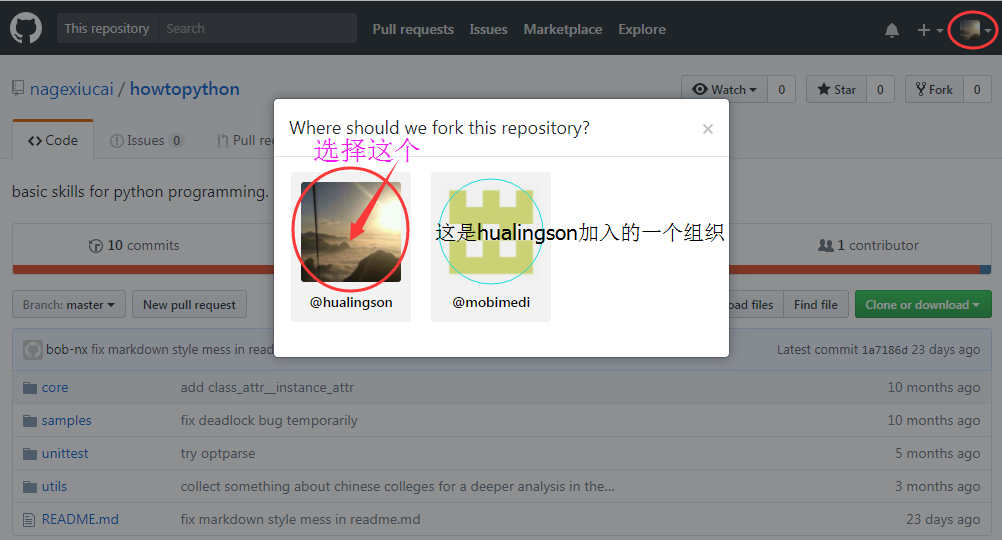 This repository Search Pull requests Issues Marketplace Explore
nagexiucai / howtopython Watch 0 Star 0 Fork 0
Where should we fork this repository? ×
Code Issues 0 Pull re
选择这个
basic skills for python programming.
这是hualingson加入的一个组织
10 commits 1 contributor
@hualingson @mobimedi
Branch: master New pull request oad files Find file Clone or download
bob-nx fix markdown style mess in read Latest commit 1a7186d 23 days ago
core add class_attr__instance_attr 10 months ago
samples fix deadlock bug temporarily 10 months ago
unittest try optparse 5 months ago
utils collect something about chinese colleges for a deeper analysis in the... 3 months ago
README.md fix markdown style mess in readme.md 23 days ago